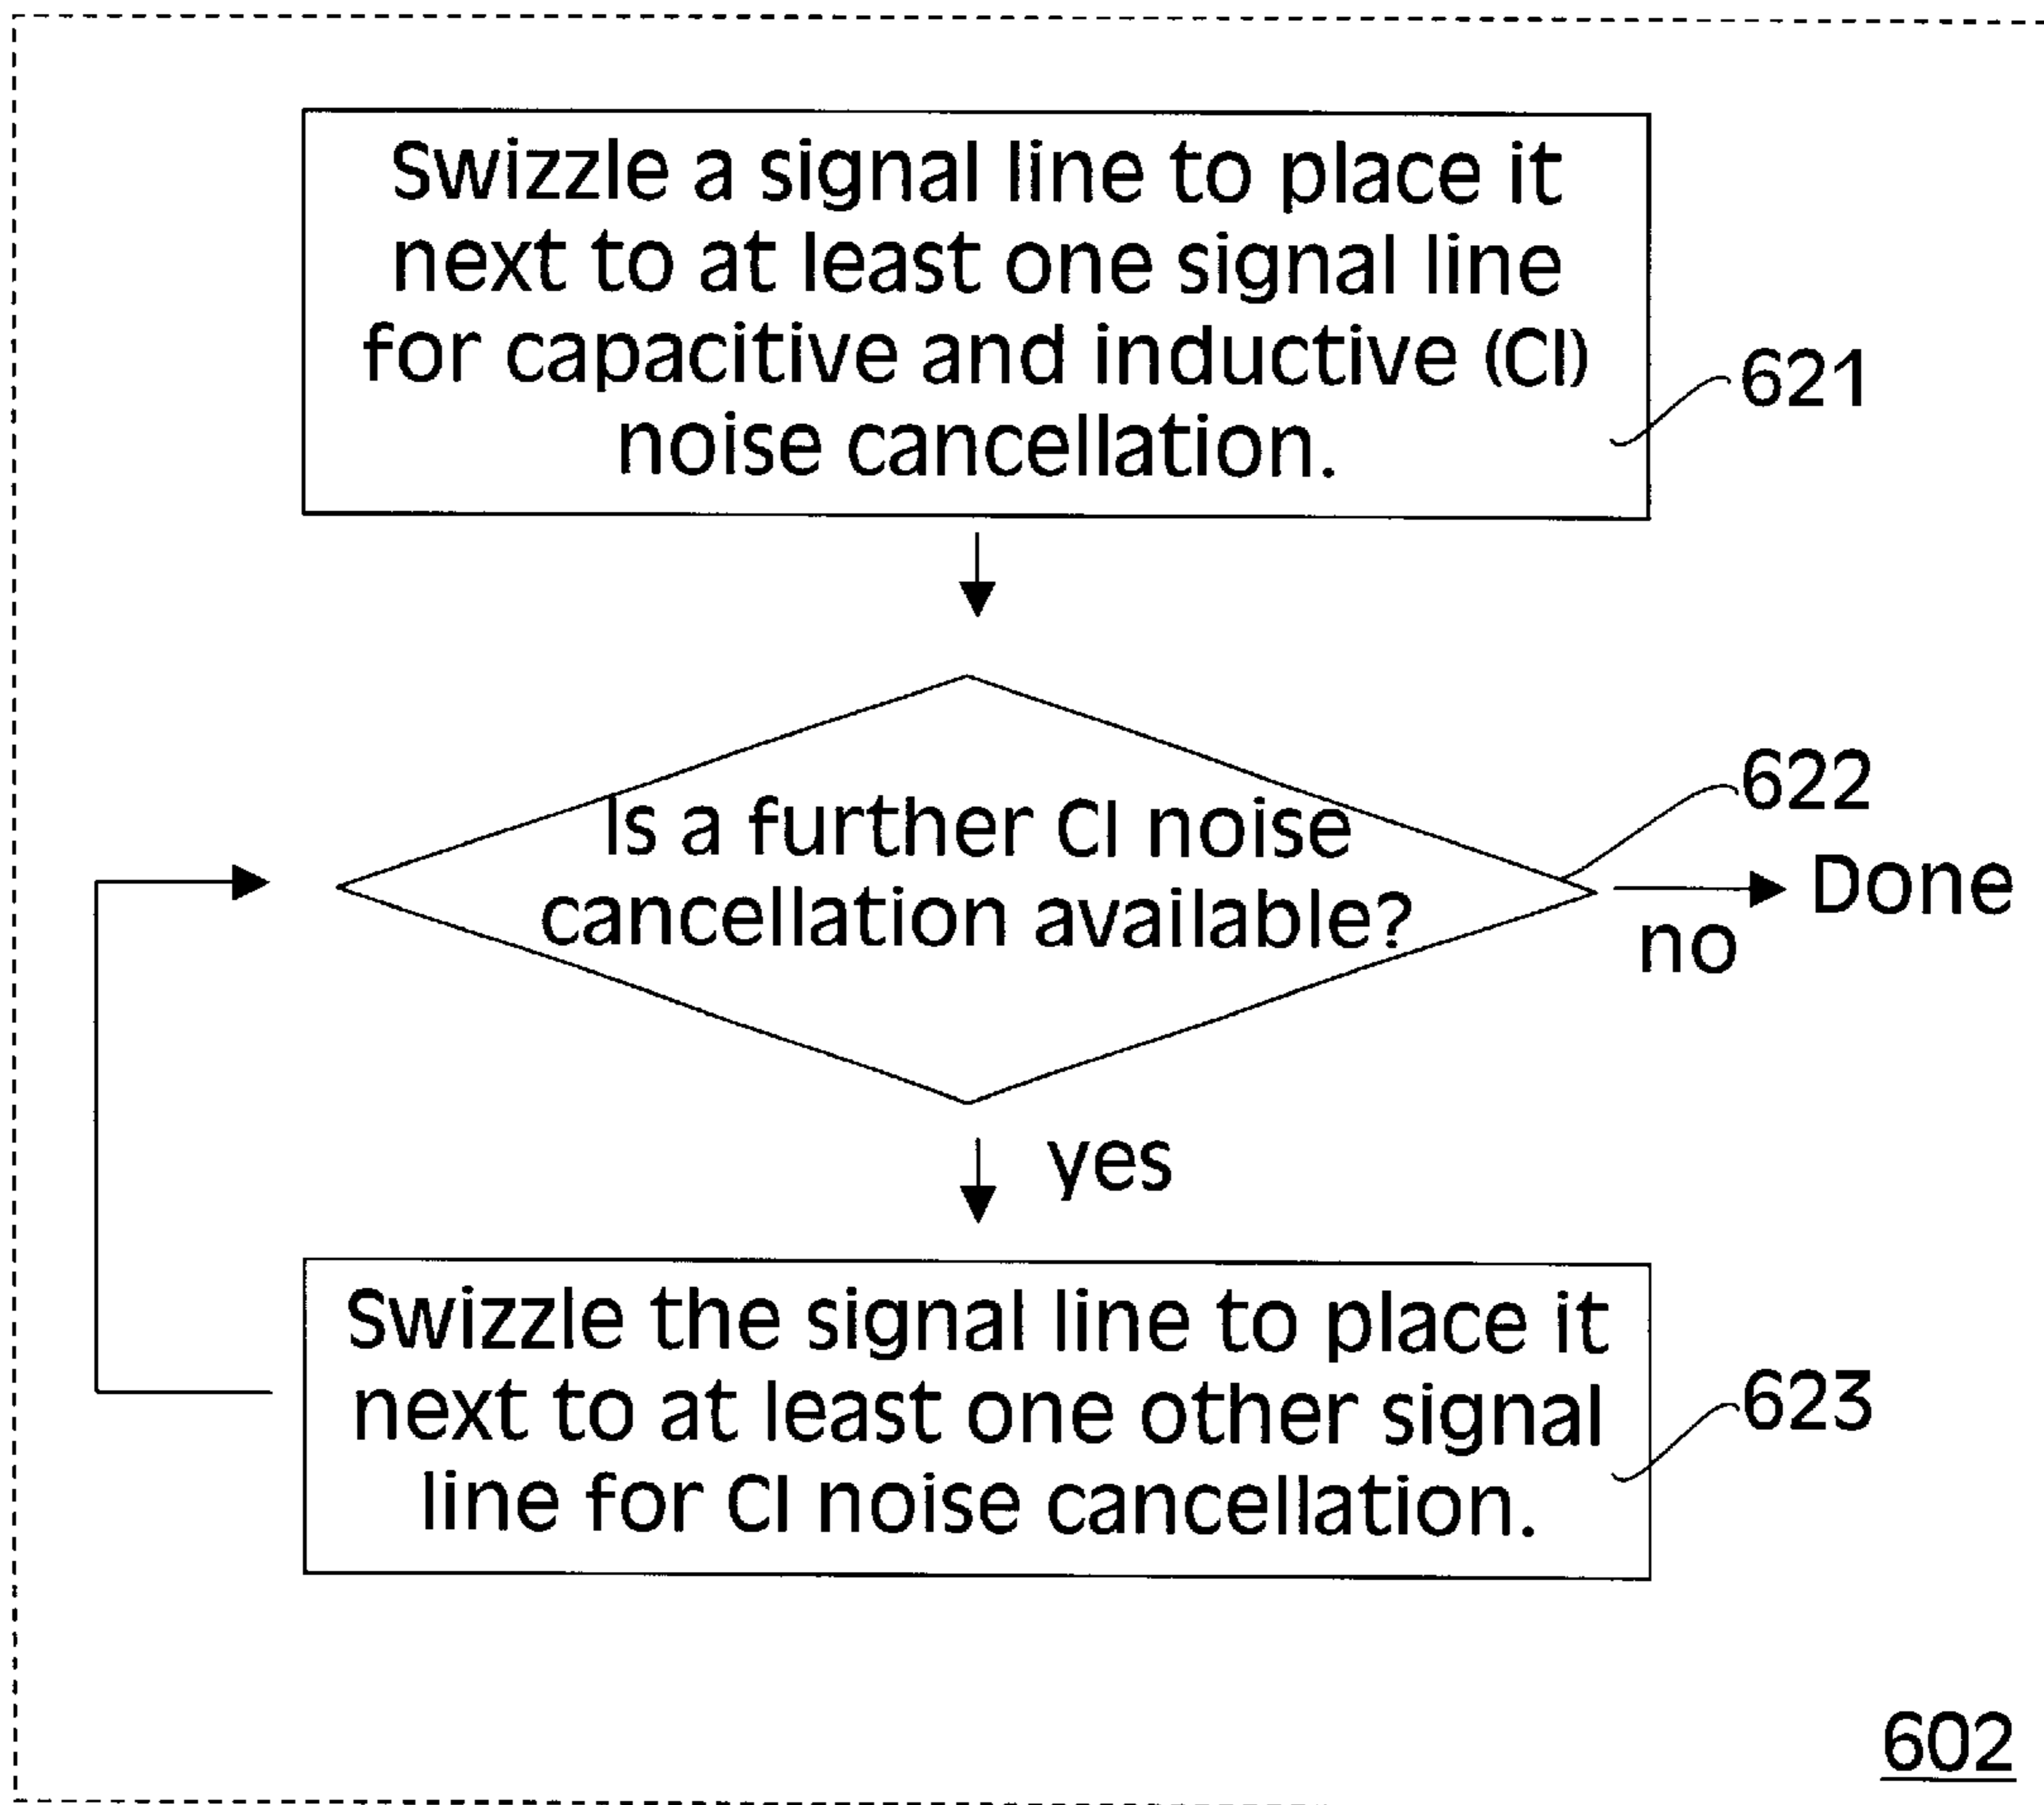 Swizzle a signal line to place it
next to at least one signal line
for capacitive and inductive (CI)
noise cancellation.
621
Is a further CI noise
cancellation available?
622
Done
no
yes
Swizzle the signal line to place it
next to at least one other signal
line for CI noise cancellation.
623
602